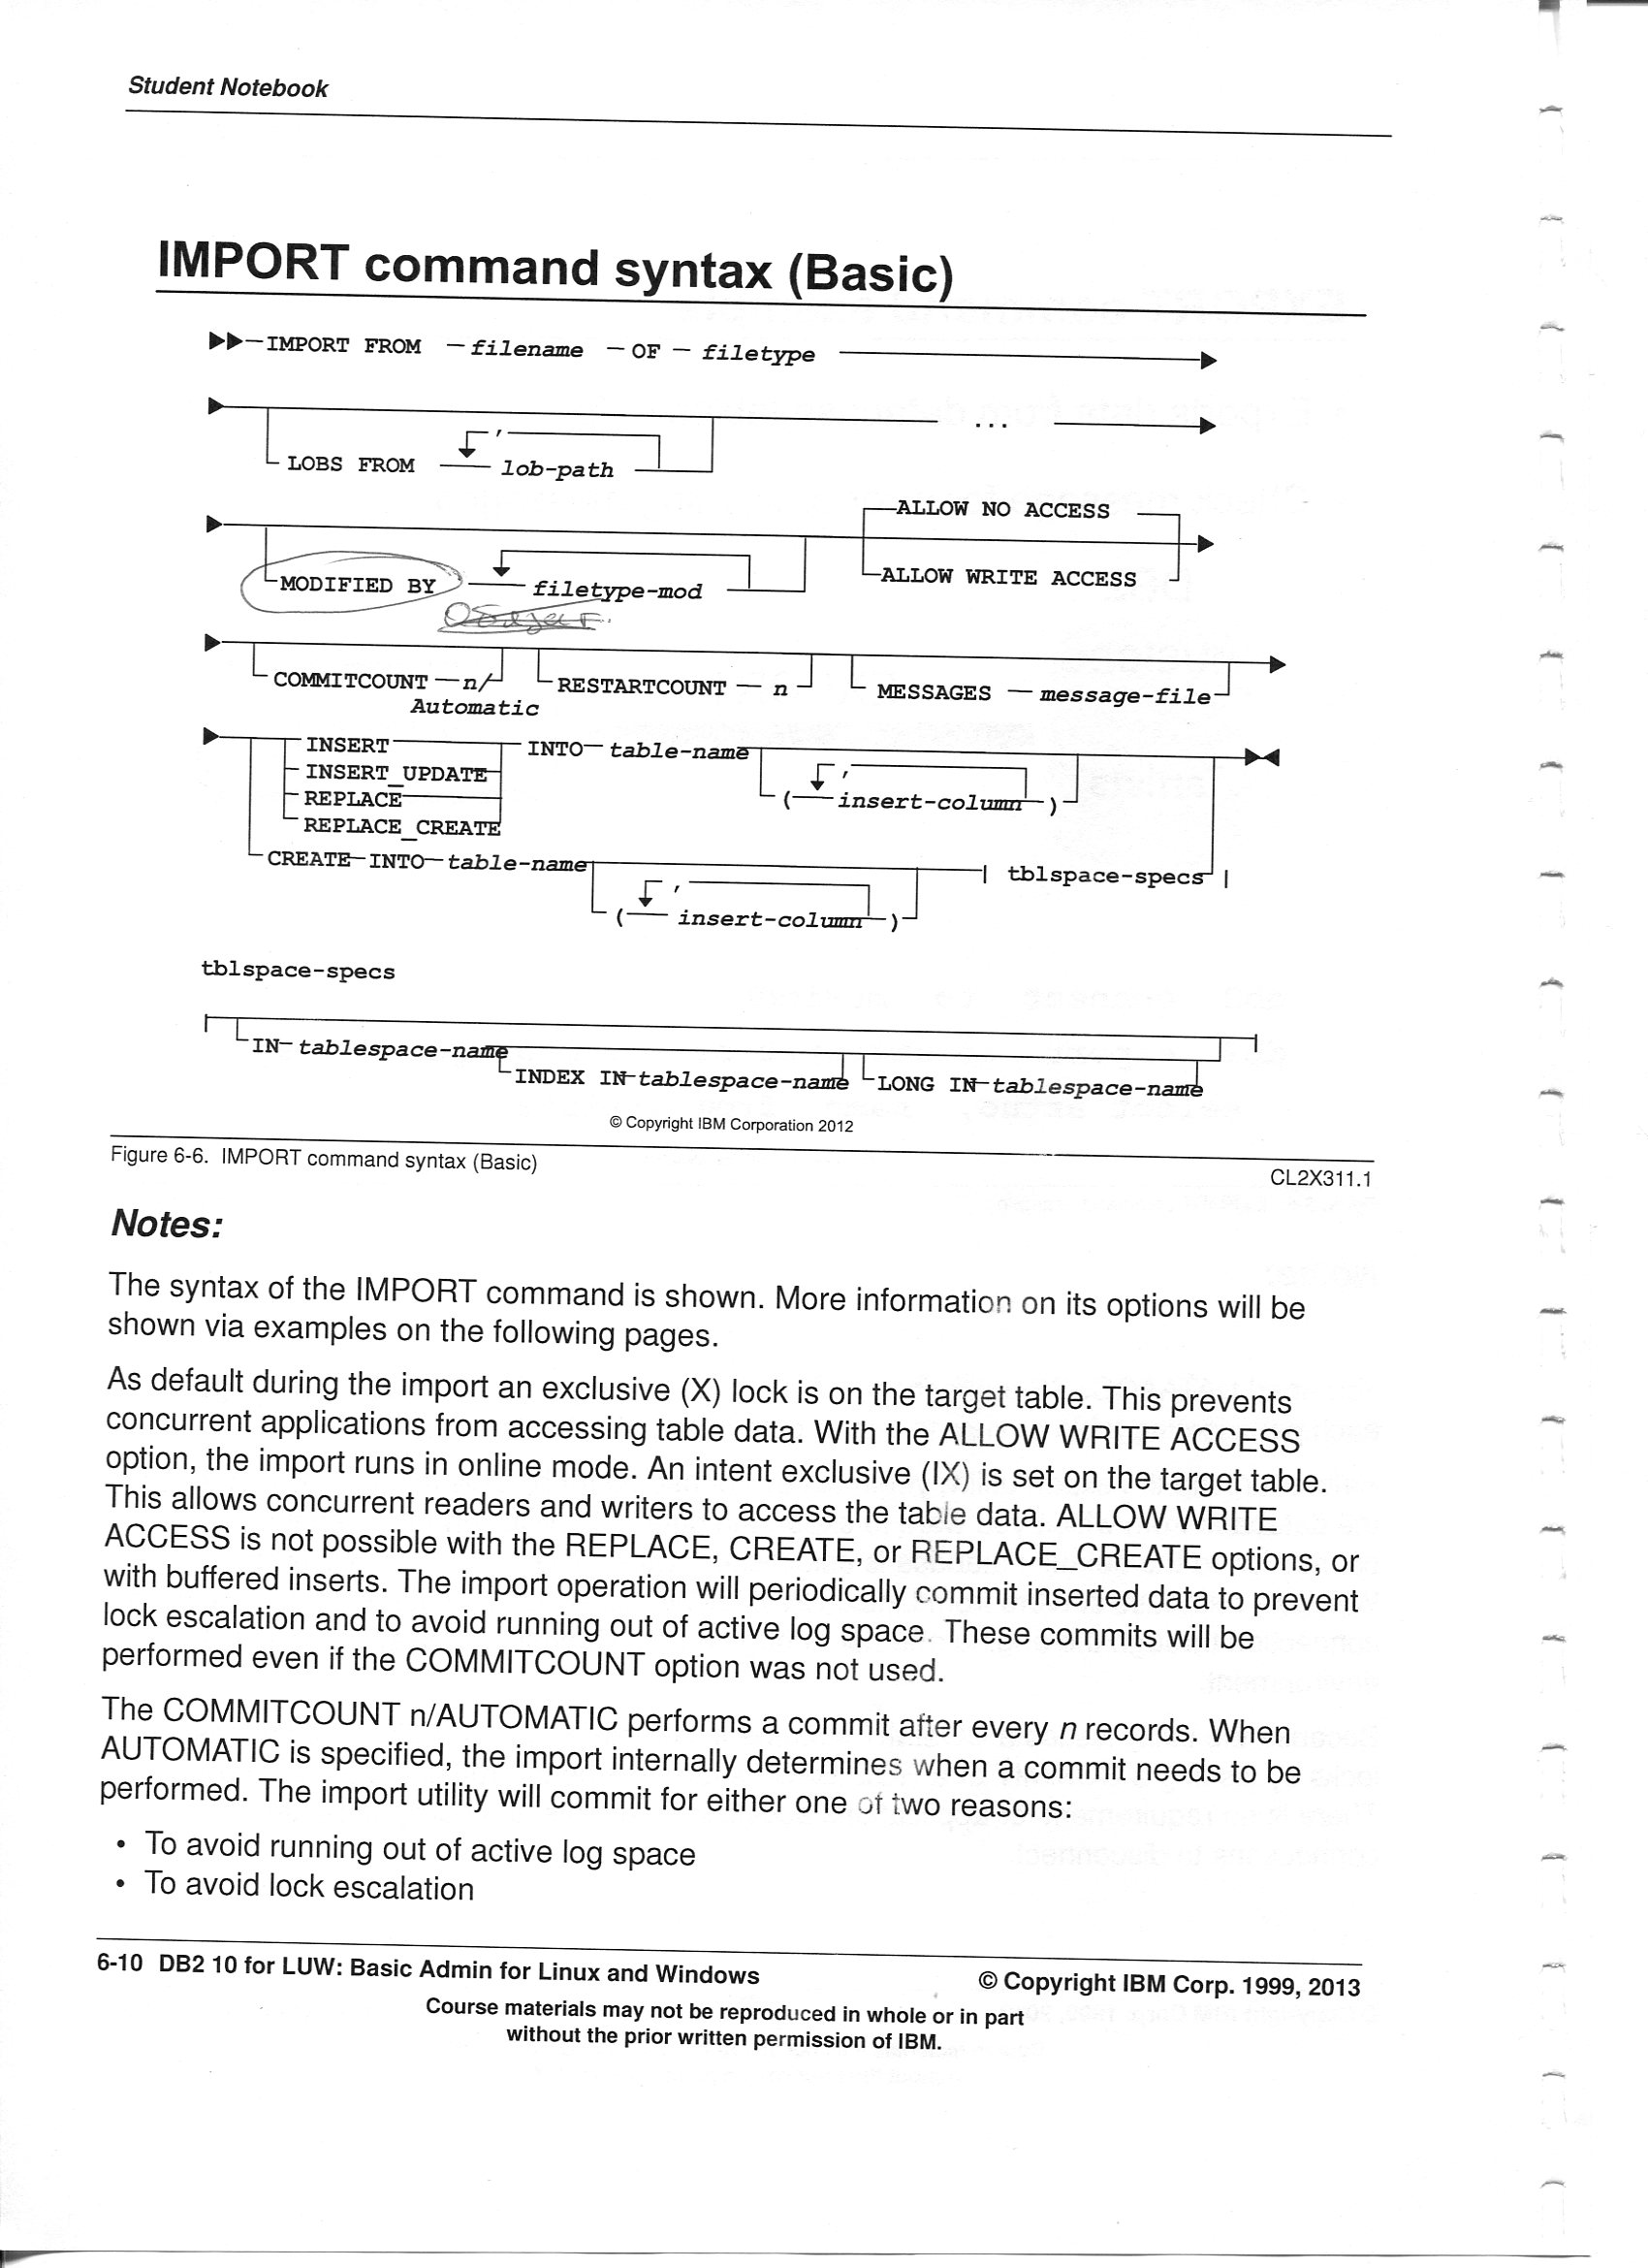 Student Notebook
IMPORT command syntax (Basic)
IMPORT FROM filename OF filetype
, ...
LOBS FROM lob-path
ALLOW NO ACCESS
MODIFIED BY filetype-mod ALLOW WRITE ACCESS
COMMITCOUNT n/ RESTARTCOUNT n MESSAGES message-file
Automatic
INSERT INTO table-name
INSERT_UPDATE ,
REPLACE ( insert-column )
REPLACE_CREATE
CREATE INTO table-name tblspace-specs
,
( insert-column )
tblspace-specs
IN tablespace-name
INDEX IN tablespace-name LONG IN tablespace-name
© Copyright IBM Corporation 2012
Figure 6-6. IMPORT command syntax (Basic)
CL2X311.1
Notes:
The syntax of the IMPORT command is shown. More information on its options will be
shown via examples on the following pages.
As default during the import an exclusive (X) lock is on the target table. This prevents
concurrent applications from accessing table data. With the ALLOW WRITE ACCESS
option, the import runs in online mode. An intent exclusive (IX) is set on the target table.
This allows concurrent readers and writers to access the table data. ALLOW WRITE
ACCESS is not possible with the REPLACE, CREATE, or REPLACE_CREATE options, or
with buffered inserts. The import operation will periodically commit inserted data to prevent
lock escalation and to avoid running out of active log space. These commits will be
performed even if the COMMITCOUNT option was not used.
The COMMITCOUNT n/AUTOMATIC performs a commit after every n records. When
AUTOMATIC is specified, the import internally determines when a commit needs to be
performed. The import utility will commit for either one of two reasons:
• To avoid running out of active log space
• To avoid lock escalation
6-10 DB2 10 for LUW: Basic Admin for Linux and Windows
© Copyright IBM Corp. 1999, 2013
Course materials may not be reproduced in whole or in part
without the prior written permission of IBM.